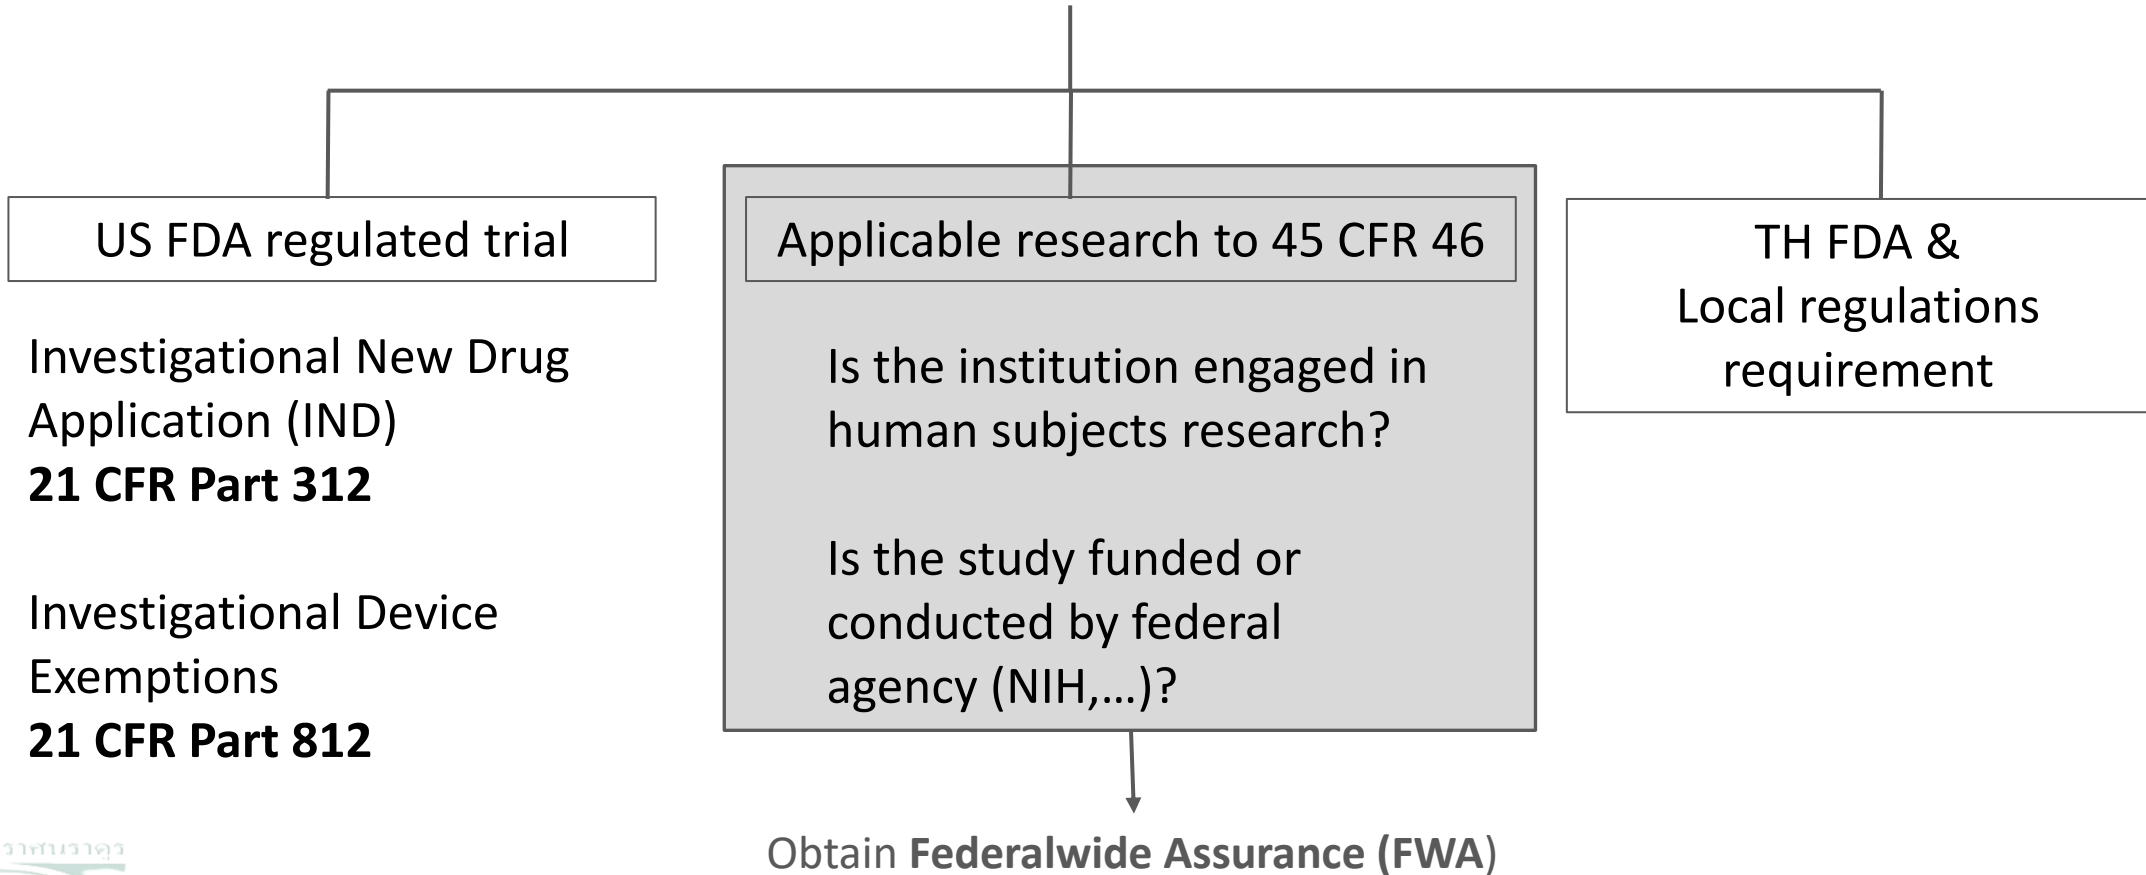 US FDA regulated trial
Investigational New Drug
Application (IND)
21 CFR Part 312
Investigational Device
Exemptions
21 CFR Part 812
Applicable research to 45 CFR 46
Is the institution engaged in
human subjects research?
Is the study funded or
conducted by federal
agency (NIH,...)?
Obtain Federalwide Assurance (FWA)
TH FDA &
Local regulations
requirement